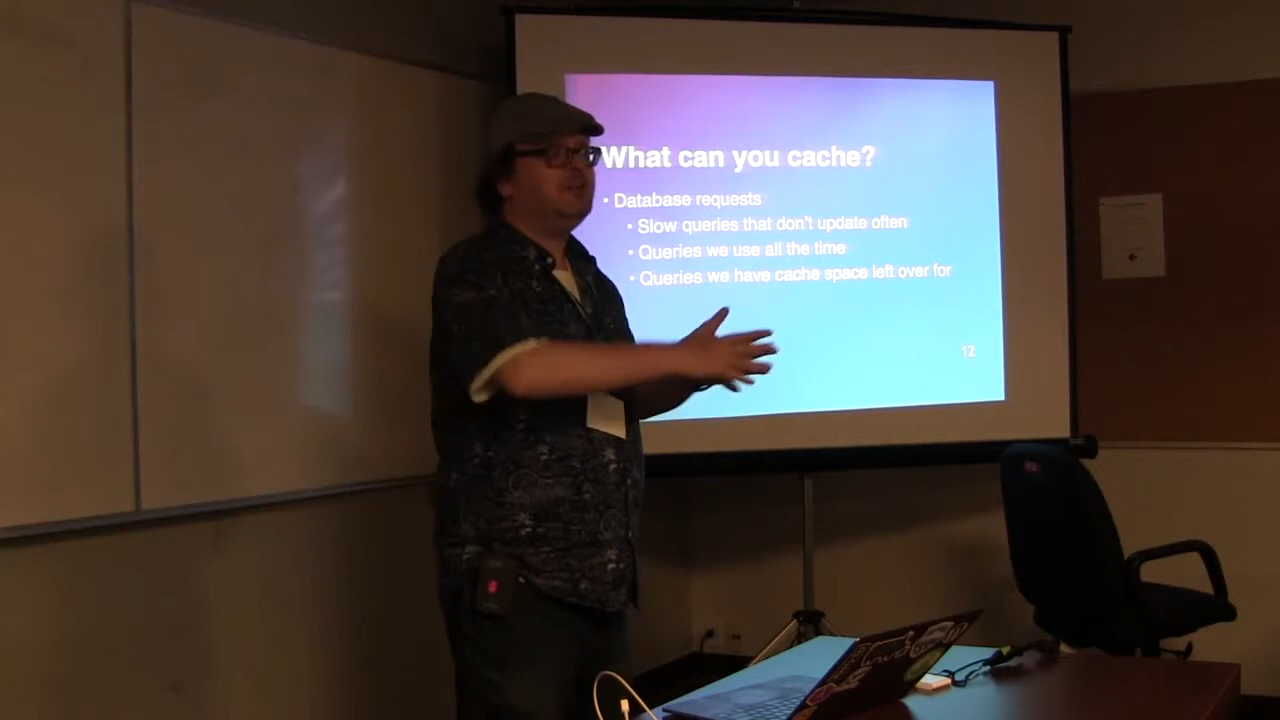 What can you cache?
• Database requests
• Slow queries that don't update often
• Queries we use all the time
• Queries we have cache space left over for
12